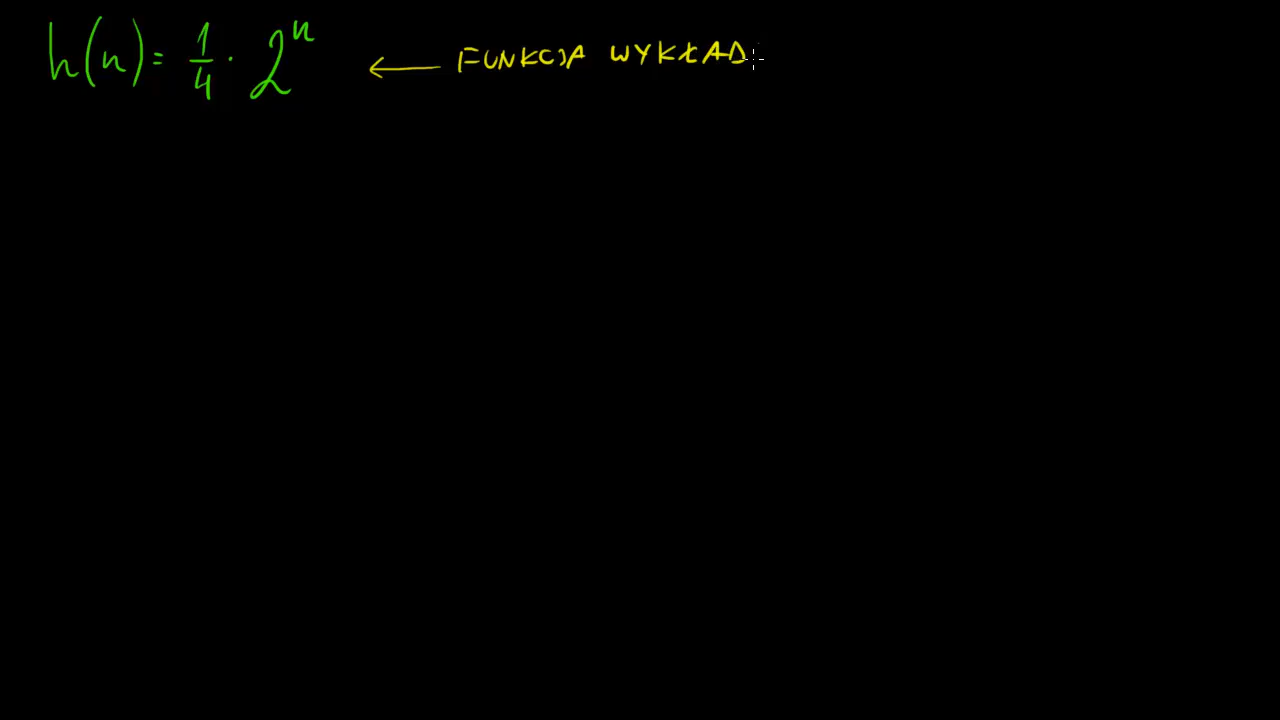 h(n) = 1/4 · 2^n ← FUNKCJA WYKŁAD